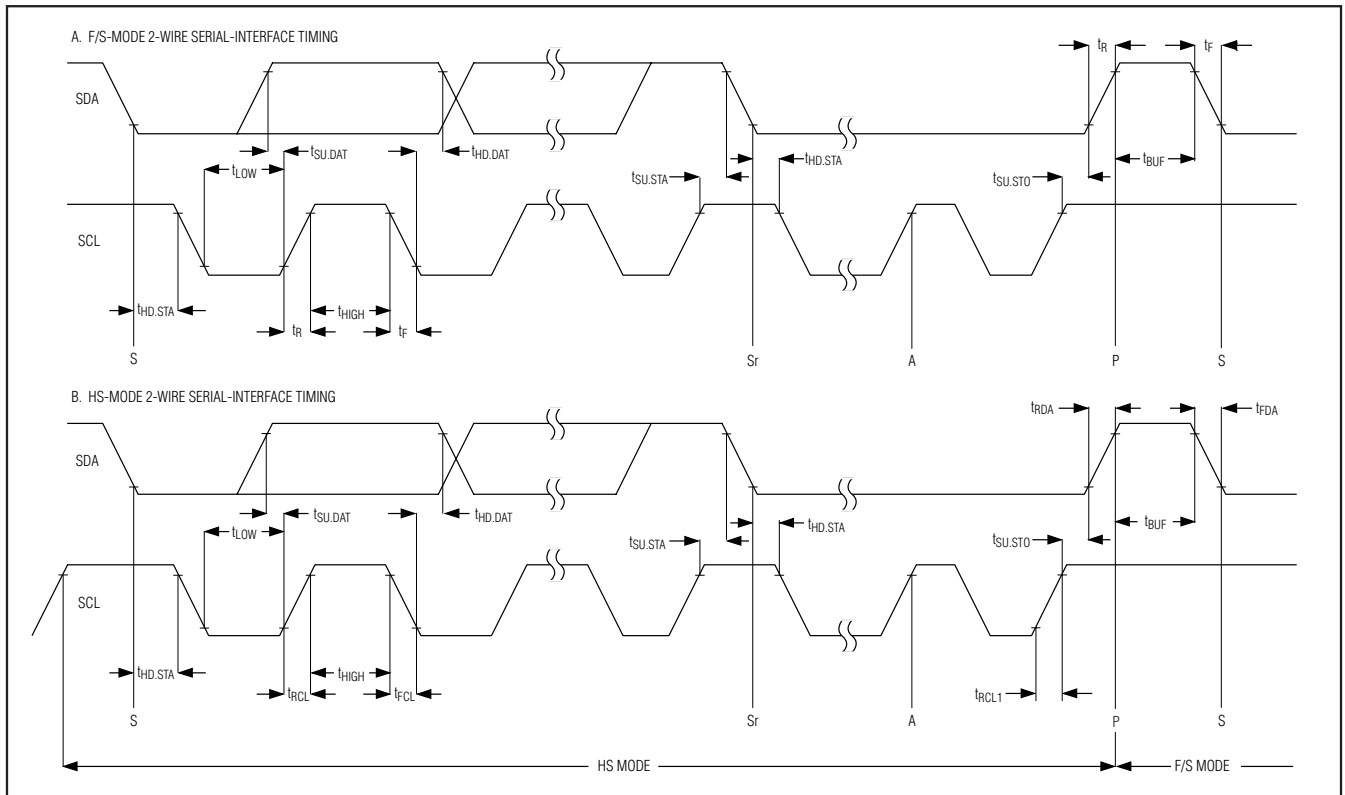 A. F/S-MODE 2-WIRE SERIAL-INTERFACE TIMING
tR
tF
SDA
tSU.DAT
tHD.DAT
tLOW
tHD.STA
tBUF
tSU.STA
tSU.STO
SCL
tHD.STA
tR
tHIGH
tF
S
Sr
A
P
S
B. HS-MODE 2-WIRE SERIAL-INTERFACE TIMING
tRDA
tFDA
SDA
tSU.DAT
tHD.DAT
tLOW
tHD.STA
tBUF
tSU.STA
tSU.STO
SCL
tHD.STA
tRCL
tHIGH
tFCL
tRCL1
S
Sr
A
P
S
HS MODE
F/S MODE